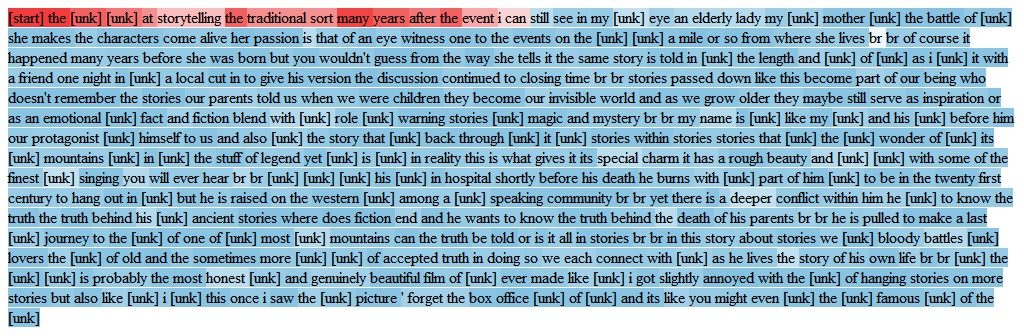 [start] the [unk] [unk] at storytelling the traditional sort many years after the event i can still see in my [unk] eye an elderly lady my [unk] mother [unk] the battle of [unk]
she makes the characters come alive her passion is that of an eye witness one to the events on the [unk] [unk] a mile or so from where she lives br br of course it
happened many years before she was born but you wouldn't guess from the way she tells it the same story is told in [unk] the length and [unk] of [unk] as i [unk] it with
a friend one night in [unk] a local cut in to give his version the discussion continued to closing time br br stories passed down like this become part of our being who
doesn't remember the stories our parents told us when we were children they become our invisible world and as we grow older they maybe still serve as inspiration or
as an emotional [unk] fact and fiction blend with [unk] role [unk] warning stories [unk] magic and mystery br br my name is [unk] like my [unk] and his [unk] before him
our protagonist [unk] himself to us and also [unk] the story that [unk] back through [unk] it [unk] stories within stories stories that [unk] the [unk] wonder of [unk] its
[unk] mountains [unk] in [unk] the stuff of legend yet [unk] is [unk] in reality this is what gives it its special charm it has a rough beauty and [unk] [unk] with some of the
finest [unk] singing you will ever hear br br [unk] [unk] [unk] his [unk] in hospital shortly before his death he burns with [unk] part of him [unk] to be in the twenty first
century to hang out in [unk] but he is raised on the western [unk] among a [unk] speaking community br br yet there is a deeper conflict within him he [unk] to know the
truth the truth behind his [unk] ancient stories where does fiction end and he wants to know the truth behind the death of his parents br br he is pulled to make a last
[unk] journey to the [unk] of one of [unk] most [unk] mountains can the truth be told or is it all in stories br br in this story about stories we [unk] bloody battles [unk]
lovers the [unk] of old and the sometimes more [unk] of accepted truth in doing so we each connect with [unk] as he lives the story of his own life br br [unk] the
[unk] [unk] is probably the most honest [unk] and genuinely beautiful film of [unk] ever made like [unk] i got slightly annoyed with the [unk] of hanging stories on more
stories but also like [unk] i [unk] this once i saw the [unk] picture ' forget the box office [unk] of [unk] and its like you might even [unk] the [unk] famous [unk] of the
[unk]